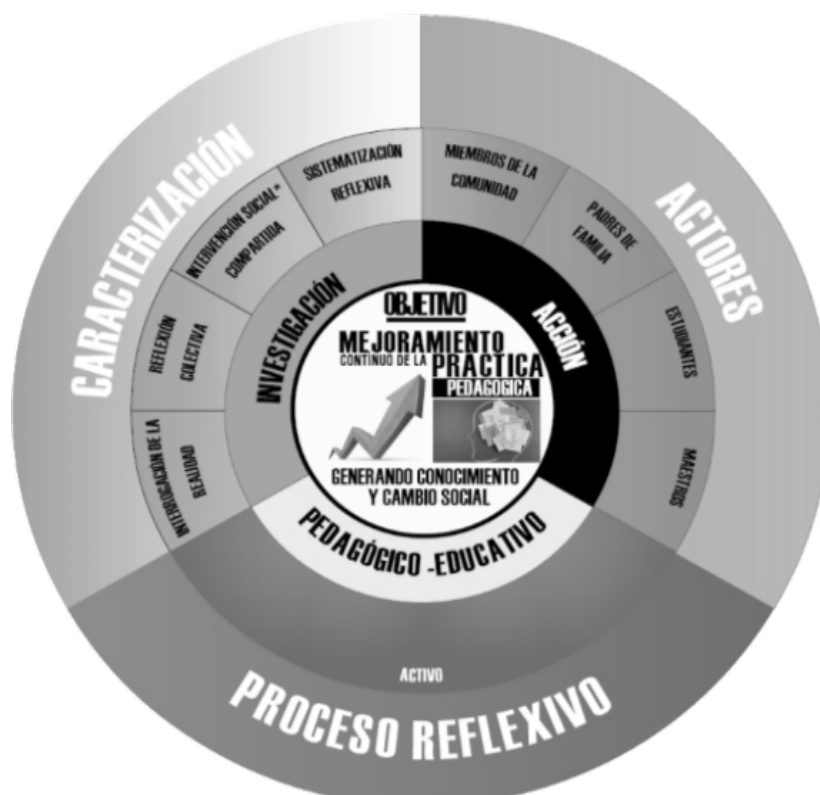 CARACTERIZACIÓN
ACTORES
PROCESO REFLEXIVO
ACTIVO
INTERROGACIÓN DE LA
REALIDAD
REFLEXIÓN
COLECTIVA
INTERVENCIÓN SOCIAL*
COMPARTIDA
SISTEMATIZACIÓN
REFLEXIVA
MIEMBROS DE LA
COMUNIDAD
PADRES DE
FAMILIA
ESTUDIANTES
MAESTROS
INVESTIGACIÓN
ACCIÓN
PEDAGÓGICO -EDUCATIVO
OBJETIVO
MEJORAMIENTO
CONTINUO DE LA PRÁCTICA
PEDAGÓGICA
GENERANDO CONOCIMIENTO
Y CAMBIO SOCIAL